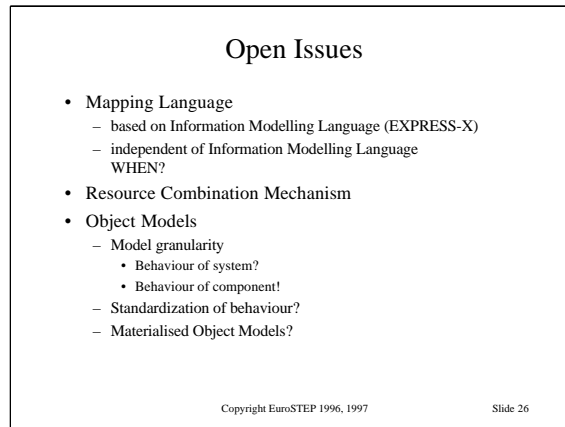 Open Issues
• Mapping Language
– based on Information Modelling Language (EXPRESS-X)
– independent of Information Modelling Language
WHEN?
• Resource Combination Mechanism
• Object Models
– Model granularity
• Behaviour of system?
• Behaviour of component!
– Standardization of behaviour?
– Materialised Object Models?
Copyright EuroSTEP 1996, 1997 Slide 26